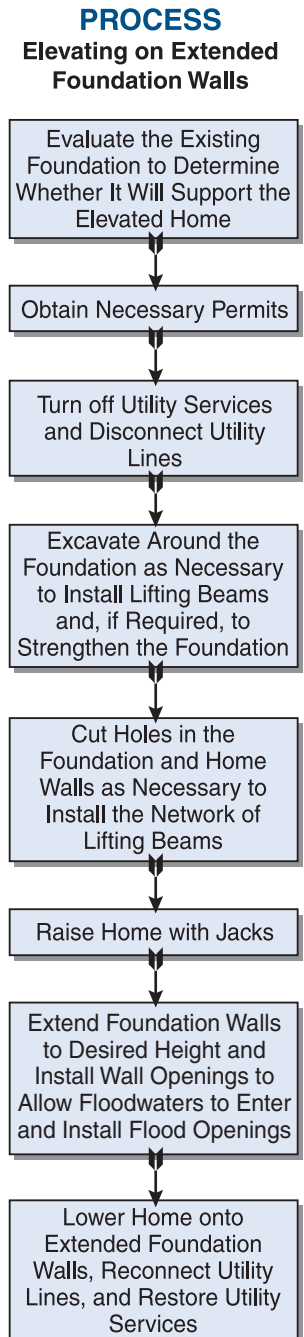 PROCESS
Elevating on Extended
Foundation Walls
Evaluate the Existing
Foundation to Determine
Whether It Will Support the
Elevated Home
Obtain Necessary Permits
Turn off Utility Services
and Disconnect Utility
Lines
Excavate Around the
Foundation as Necessary
to Install Lifting Beams
and, if Required, to
Strengthen the Foundation
Cut Holes in the
Foundation and Home
Walls as Necessary to
Install the Network of
Lifting Beams
Raise Home with Jacks
Extend Foundation Walls
to Desired Height and
Install Wall Openings to
Allow Floodwaters to Enter
and Install Flood Openings
Lower Home onto
Extended Foundation
Walls, Reconnect Utility
Lines, and Restore Utility
Services